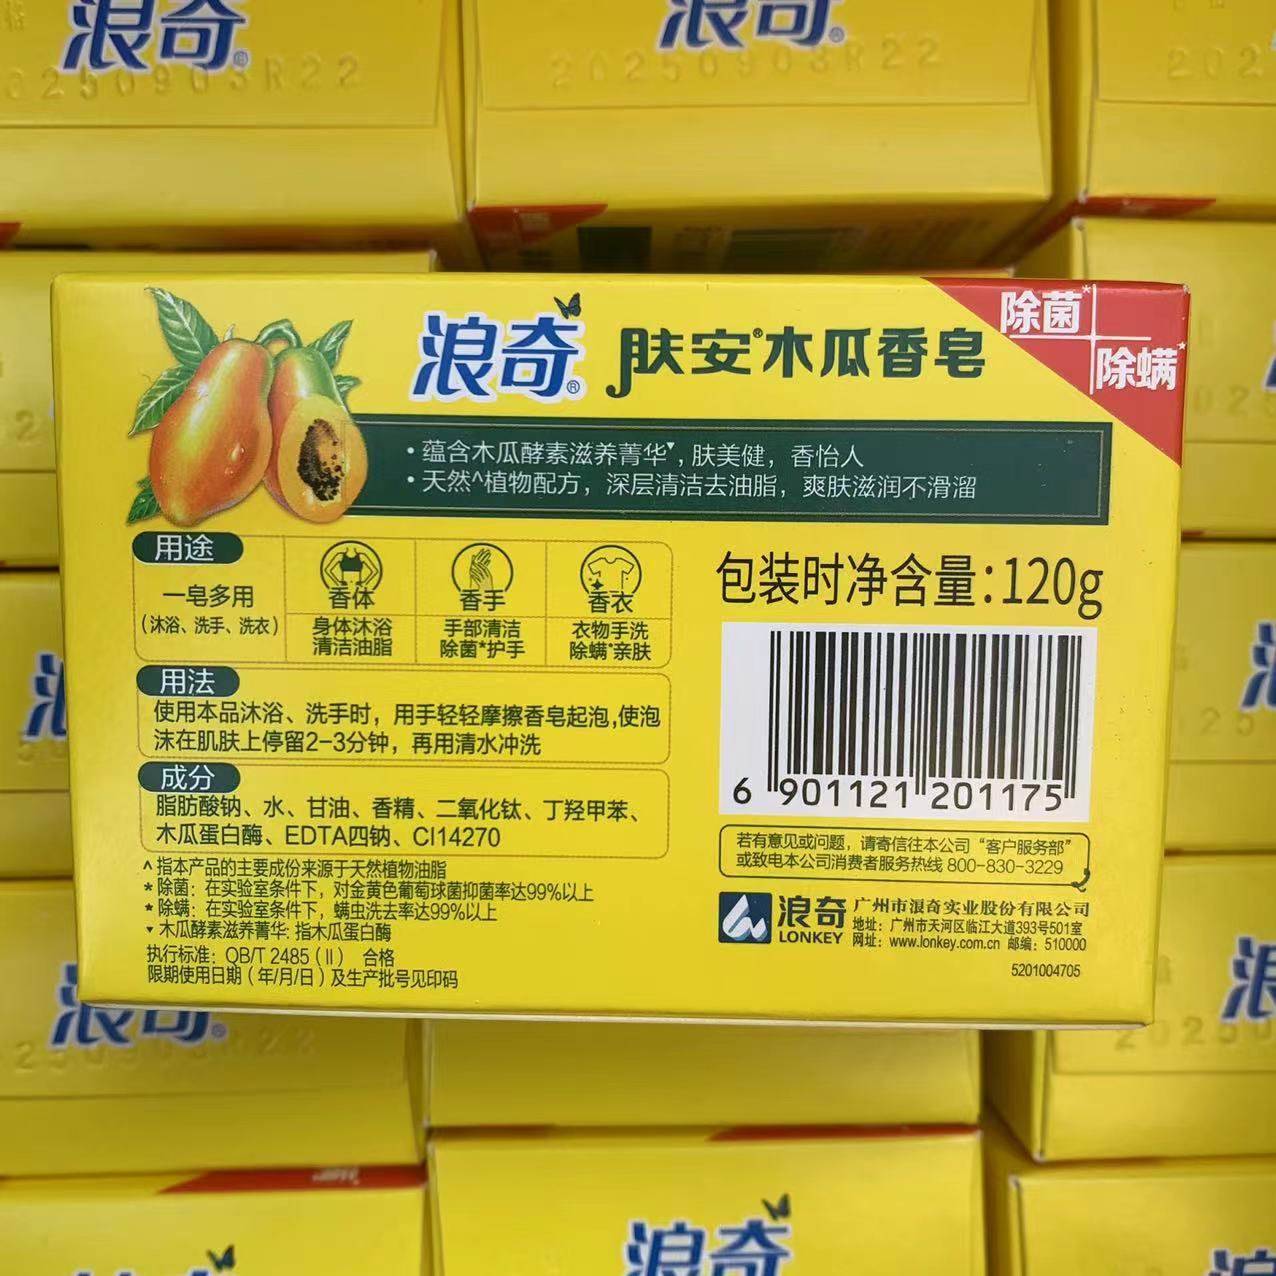 浪奇®
20250903R22
浪奇®
20250903R22
202
浪奇®
肤安®木瓜香皂
除菌*
除螨*
·蕴含木瓜酵素滋养菁华▼,肤美健，香怡人
·天然^植物配方，深层清洁去油脂，爽肤滋润不滑溜
用途
一皂多用
(沐浴、洗手、洗衣)
香体
身体沐浴
清洁油脂
香手
手部清洁
除菌*护手
香衣
衣物手洗
除螨*亲肤
用法
使用本品沐浴、洗手时，用手轻轻摩擦香皂起泡,使泡
沫在肌肤上停留2-3分钟，再用清水冲洗
成分
脂肪酸钠、水、甘油、香精、二氧化钛、丁羟甲苯、
木瓜蛋白酶、EDTA四钠、CI14270
^ 指本产品的主要成份来源于天然植物油脂
* 除菌：在实验室条件下，对金黄色葡萄球菌抑菌率达99%以上
* 除螨：在实验室条件下，螨虫洗去率达99%以上
▼ 木瓜酵素滋养菁华: 指木瓜蛋白酶
执行标准：QB/T 2485 (II) 合格
限期使用日期 (年/月/日) 及生产批号见印码
包装时净含量:120g
6 901121 201175
若有意见或问题，请寄信往本公司“客户服务部”
或致电本公司消费者服务热线 800-830-3229
浪奇
LONKEY
广州市浪奇实业股份有限公司
地址：广州市天河区临江大道393号501室
网址：www.lonkey.com.cn 邮编：510000
5201004705
浪奇®
浪奇